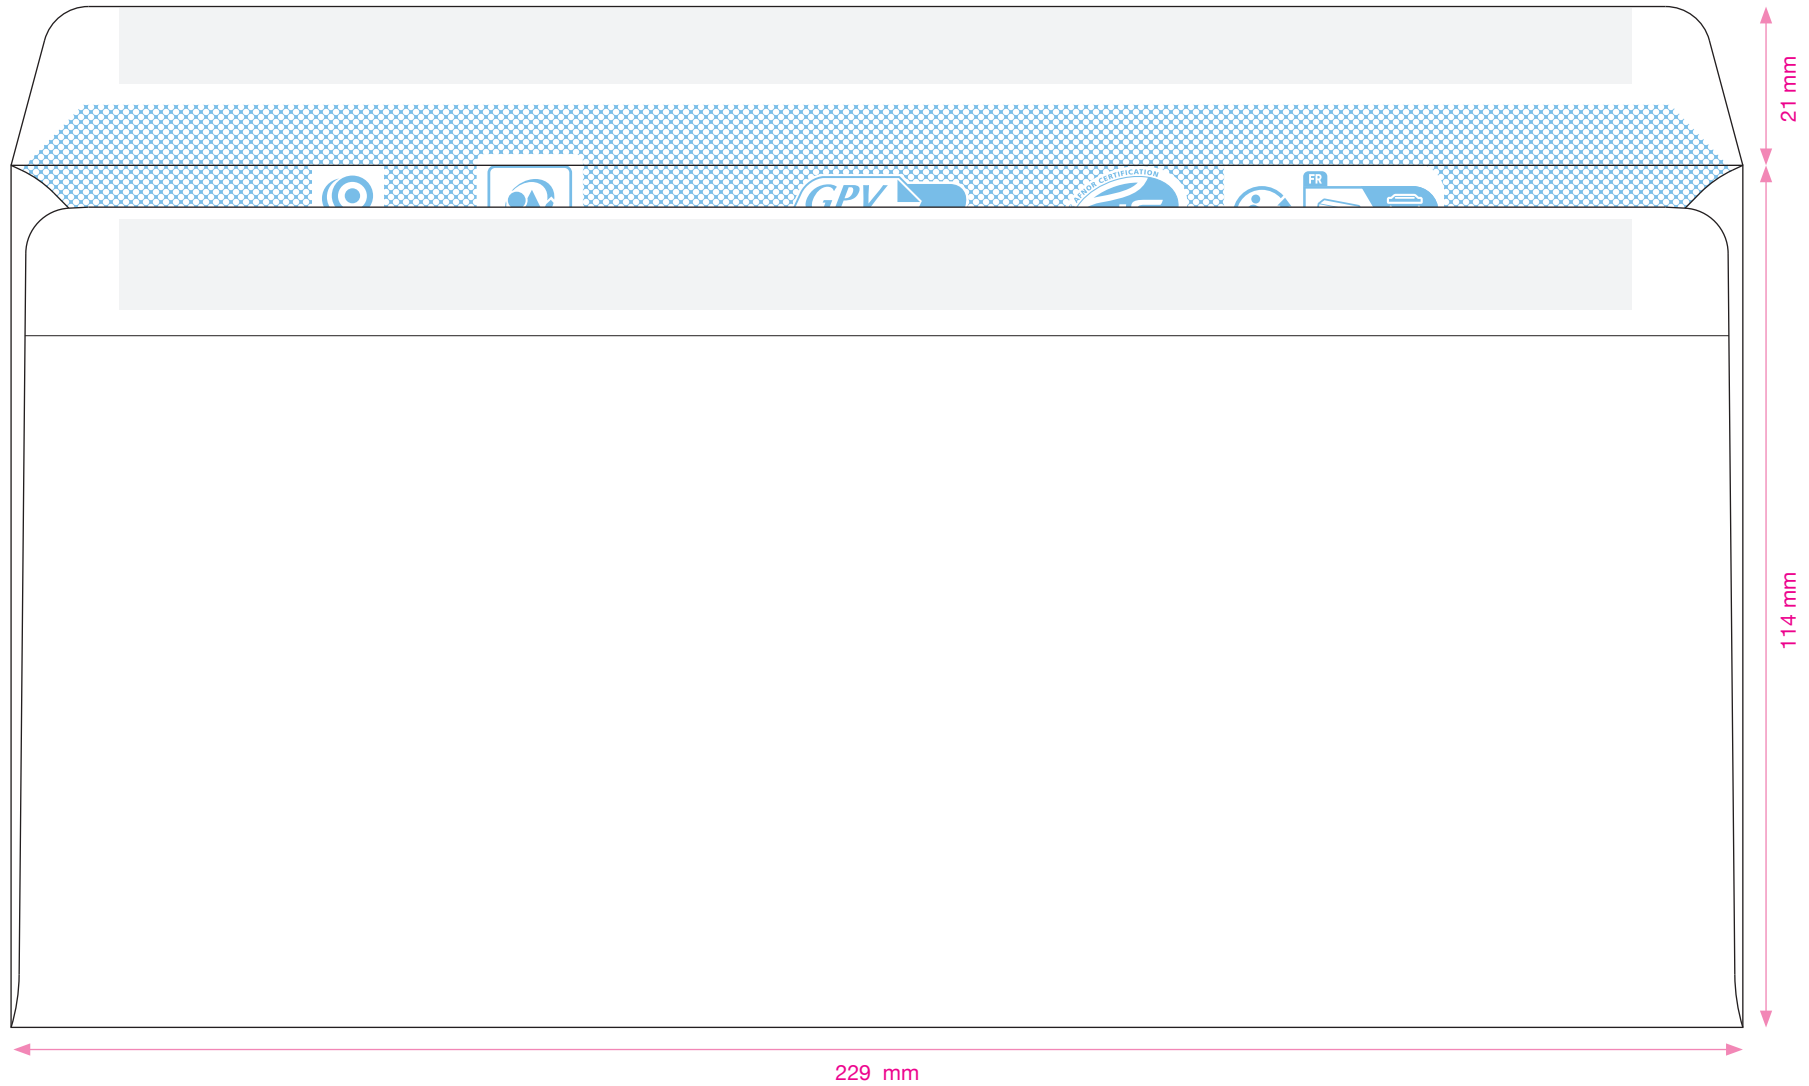 21 mm
FR
AFNOR CERTIFICATION
GPV
114 mm
229 mm